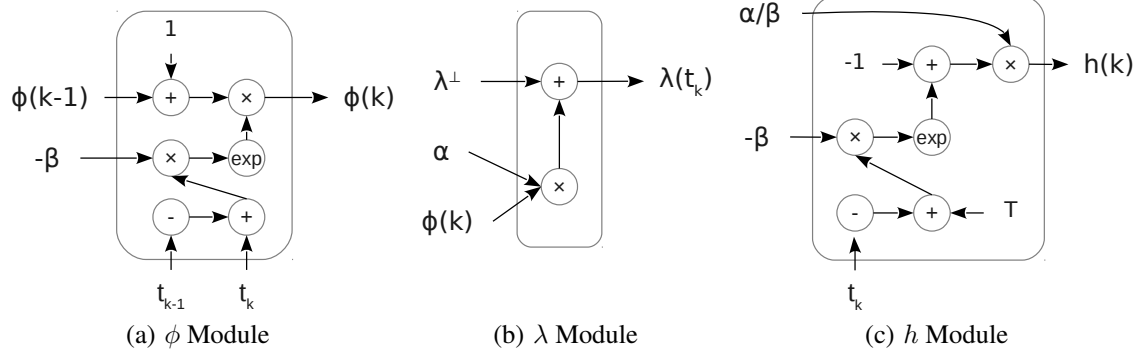 1
ϕ(k-1)
+
×
ϕ(k)
-β
×
exp
-
+
t_{k-1}
t_k
(a) ϕ Module
λ^⊥
+
λ(t_k)
α
×
ϕ(k)
(b) λ Module
α/β
-1
+
×
h(k)
-β
×
exp
-
+
T
t_k
(c) h Module